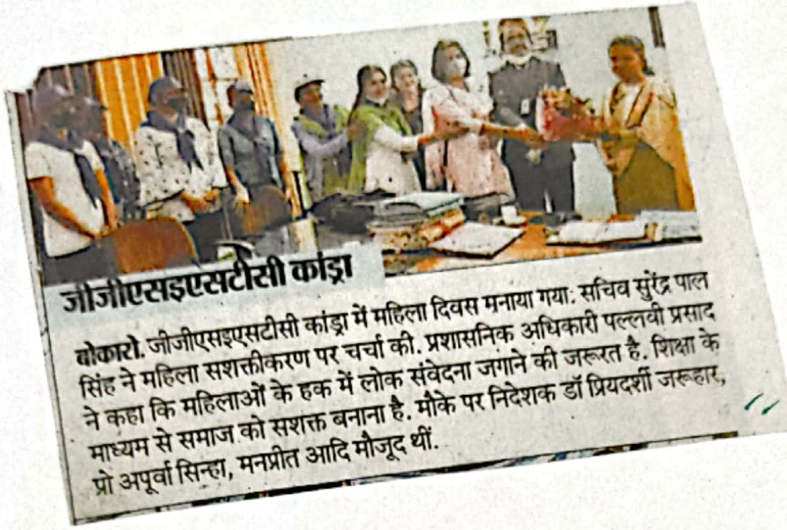 जीजीएसइएसटीसी कांड्रा
बोकारो. जीजीएसइएसटीसी कांड्रा में महिला दिवस मनाया गया: सचिव सुरेंद्र पाल
सिंह ने महिला सशक्तीकरण पर चर्चा की. प्रशासनिक अधिकारी पल्लवी प्रसाद
ने कहा कि महिलाओं के हक में लोक संवेदना जगाने की जरूरत है. शिक्षा के
माध्यम से समाज को सशक्त बनाना है. मौके पर निदेशक डॉ प्रियदर्शी जरूहार,
प्रो अपूर्वा सिन्हा, मनप्रीत आदि मौजूद थीं.